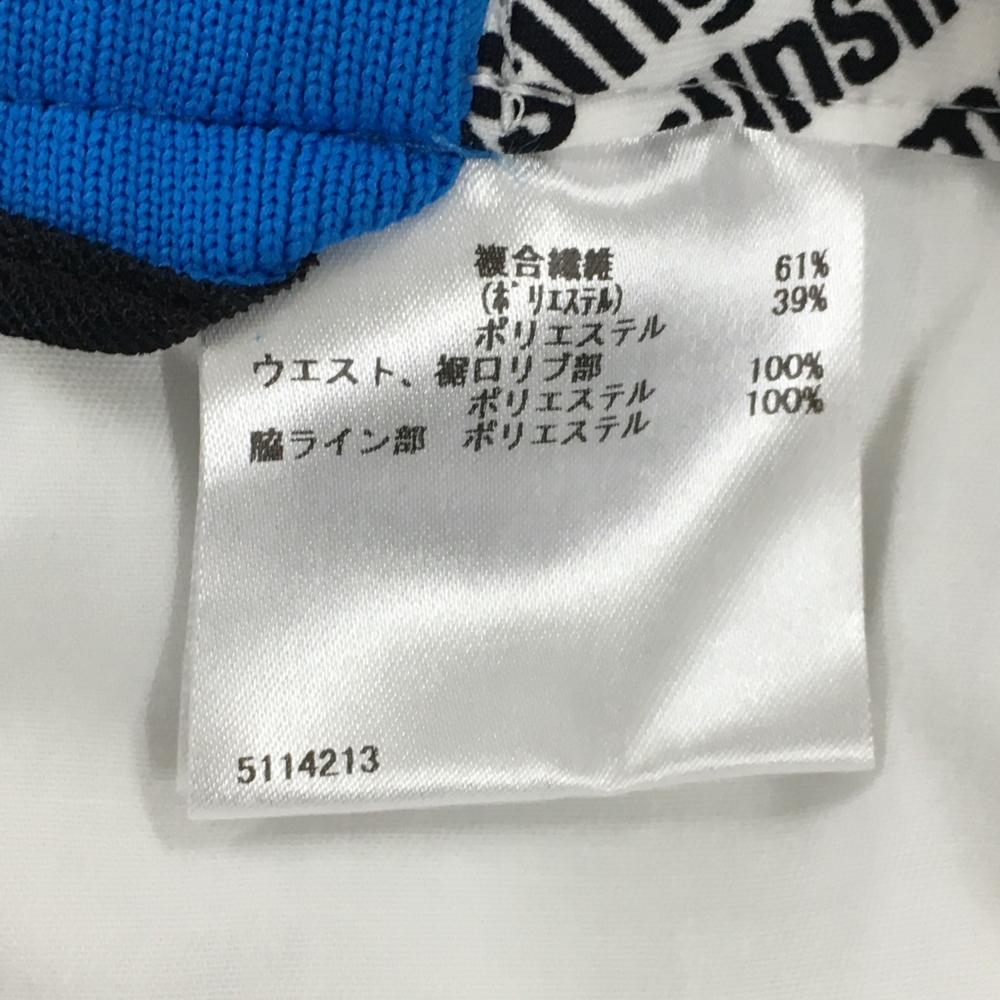 unsin
複合繊維 61%
(ポリエステル) 39%
ポリエステル
ウエスト、裾口リブ部 100%
ポリエステル 100%
脇ライン部 ポリエステル
5114213